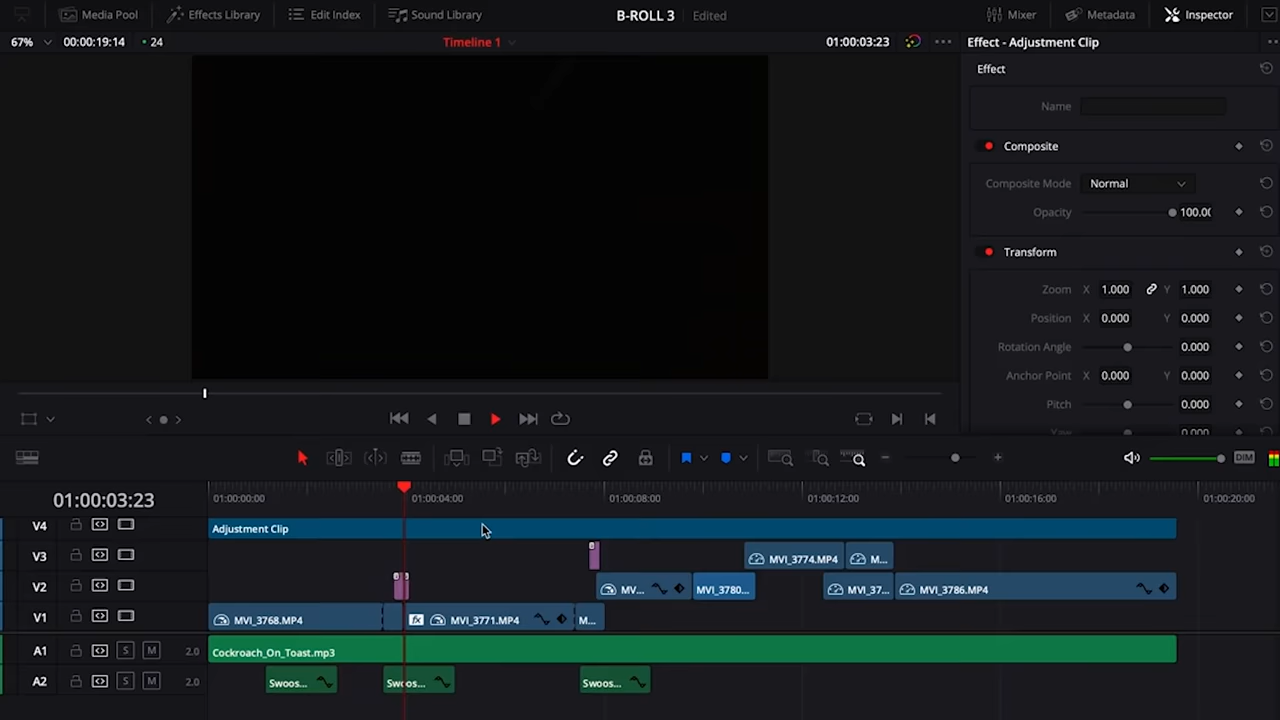 Media Pool Effects Library Edit Index Sound Library B-ROLL 3 Edited Mixer Metadata Inspector
67% 00:00:19:14 24 Timeline 1 01:00:03:23 Effect - Adjustment Clip
Effect
Name
Composite
Composite Mode Normal
Opacity 100.00
Transform
Zoom X 1.000 Y 1.000
Position X 0.000 Y 0.000
Rotation Angle 0.000
Anchor Point X 0.000 Y 0.000
Pitch 0.000
Yaw 0.000
DIM
01:00:03:23 01:00:00:00 01:00:04:00 01:00:08:00 01:00:12:00 01:00:16:00 01:00:20:00
V4 Adjustment Clip
V3 MVI_3774.MP4 M...
V2 MV... MVI_3780... MVI_37... MVI_3786.MP4
V1 MVI_3768.MP4 fx MVI_3771.MP4 M...
A1 S M 2.0 Cockroach_On_Toast.mp3
A2 S M 2.0 Swoos... Swoos... Swoos...